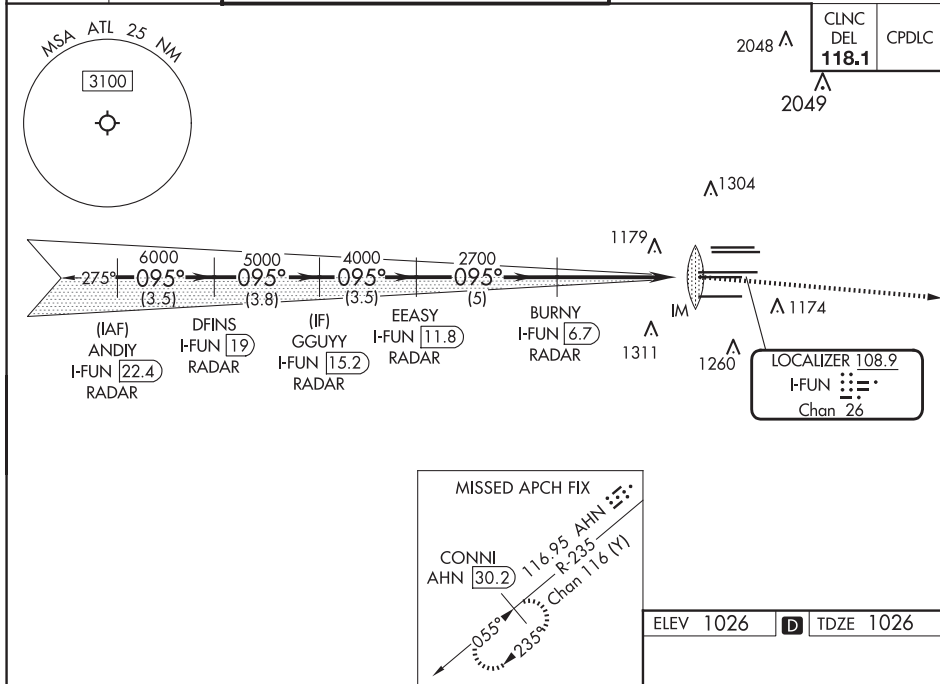 MSA ATL 25 NM
3100
2048
CLNC
DEL
118.1
CPDLC
2049
1304
1179
6000
5000
4000
2700
275°
095°
095°
095°
095°
(3.5)
(3.8)
(3.5)
(5)
(IAF)
ANDIY
I-FUN 22.4
RADAR
DFINS
I-FUN 19
RADAR
(IF)
GGUYY
I-FUN 15.2
RADAR
EEASY
I-FUN 11.8
RADAR
BURNY
I-FUN 6.7
RADAR
IM
1174
1311
1260
LOCALIZER 108.9
I-FUN
Chan 26
MISSED APCH FIX
CONNI
AHN 30.2
116.95 AHN
R-235
Chan 116 (Y)
055°
235°
ELEV 1026 D TDZE 1026